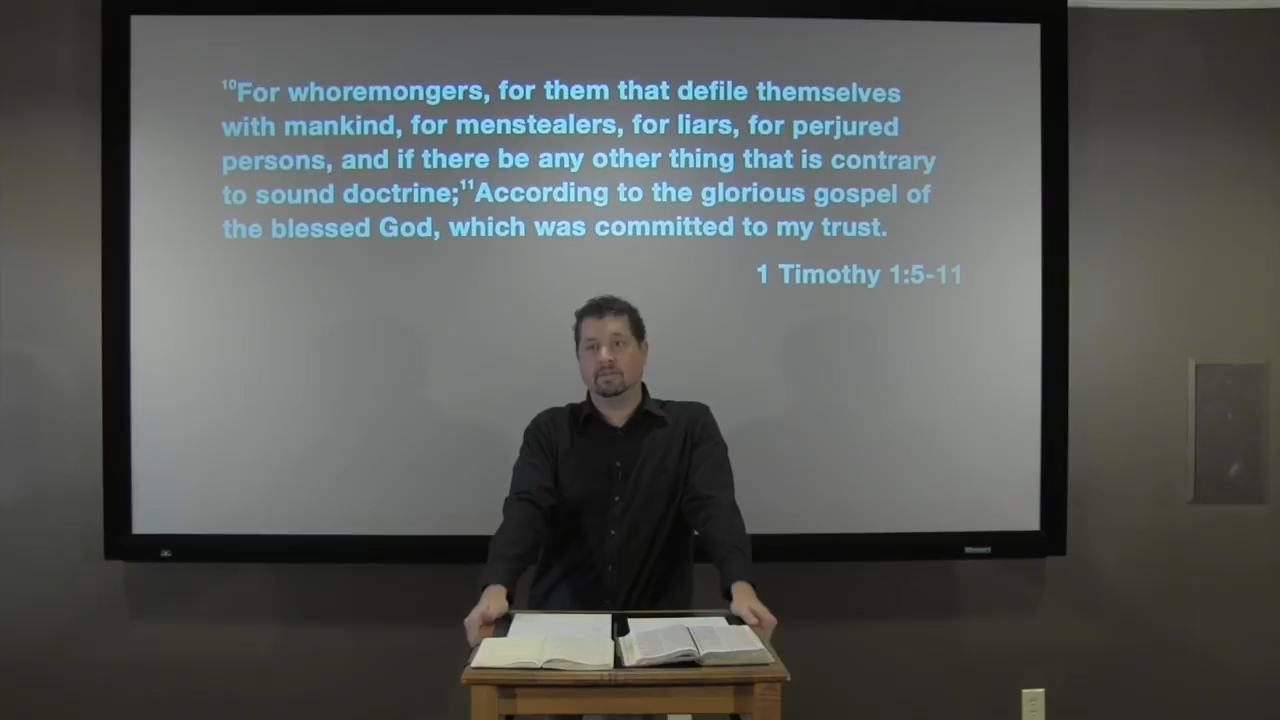 ¹⁰For whoremongers, for them that defile themselves
with mankind, for menstealers, for liars, for perjured
persons, and if there be any other thing that is contrary
to sound doctrine;¹¹According to the glorious gospel of
the blessed God, which was committed to my trust.
1 Timothy 1:5-11